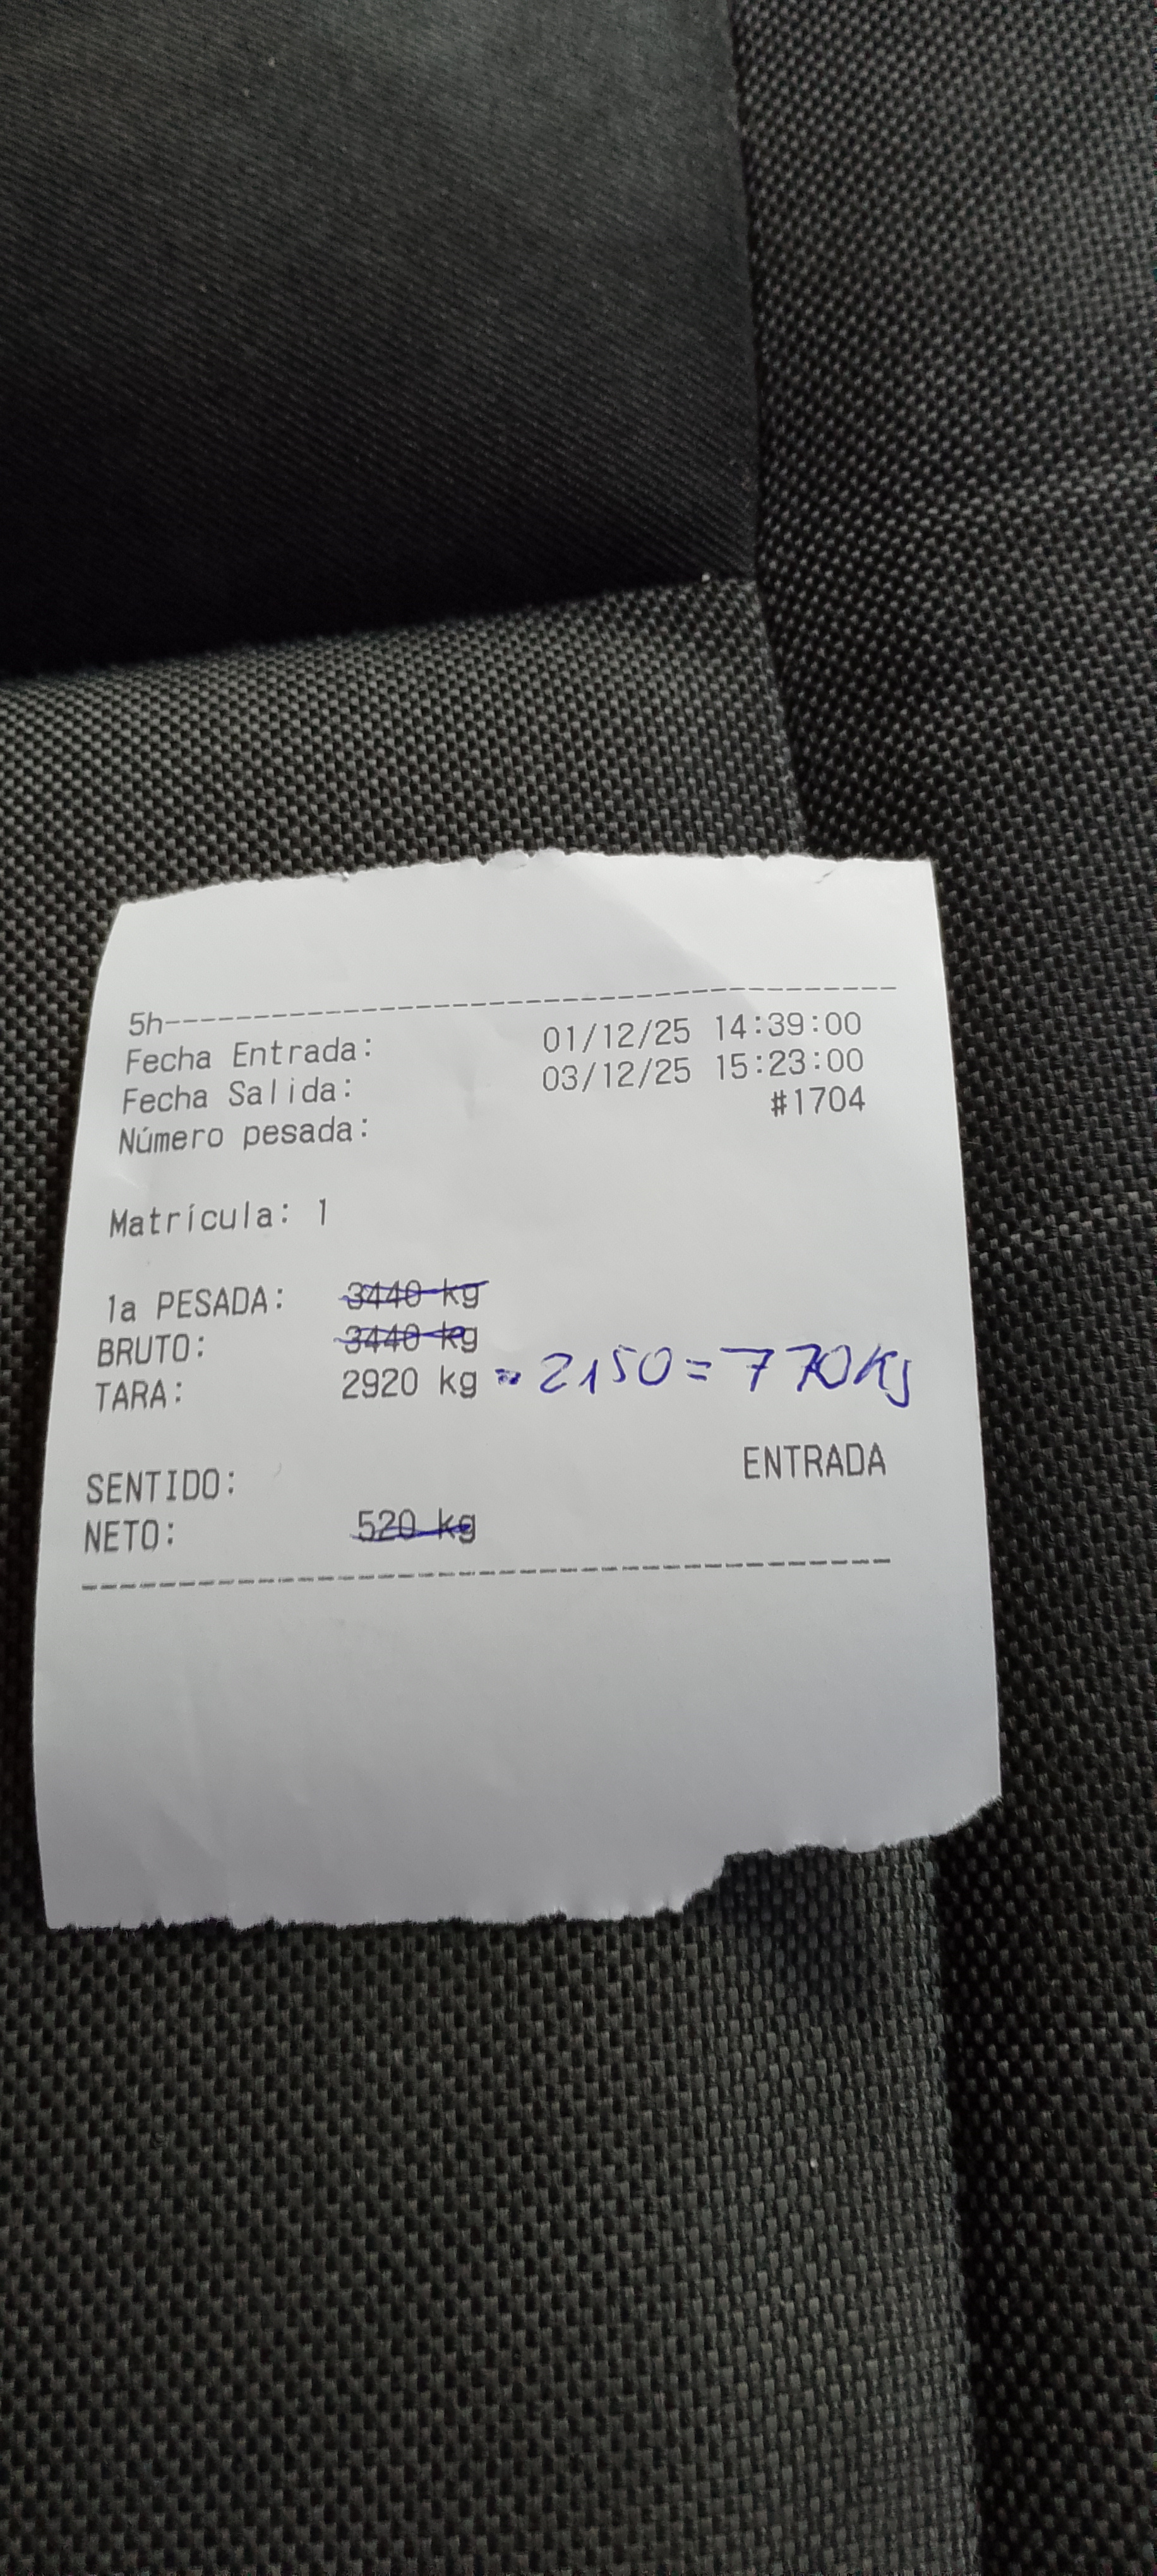 5h--------------------------------------------------
Fecha Entrada: 01/12/25 14:39:00
Fecha Salida: 03/12/25 15:23:00
Número pesada: #1704
Matrícula: 1
1a PESADA: 3440 kg
BRUTO: 3440 kg
TARA: 2920 kg - 2150 = 770 Kg
SENTIDO: ENTRADA
NETO: 520 kg